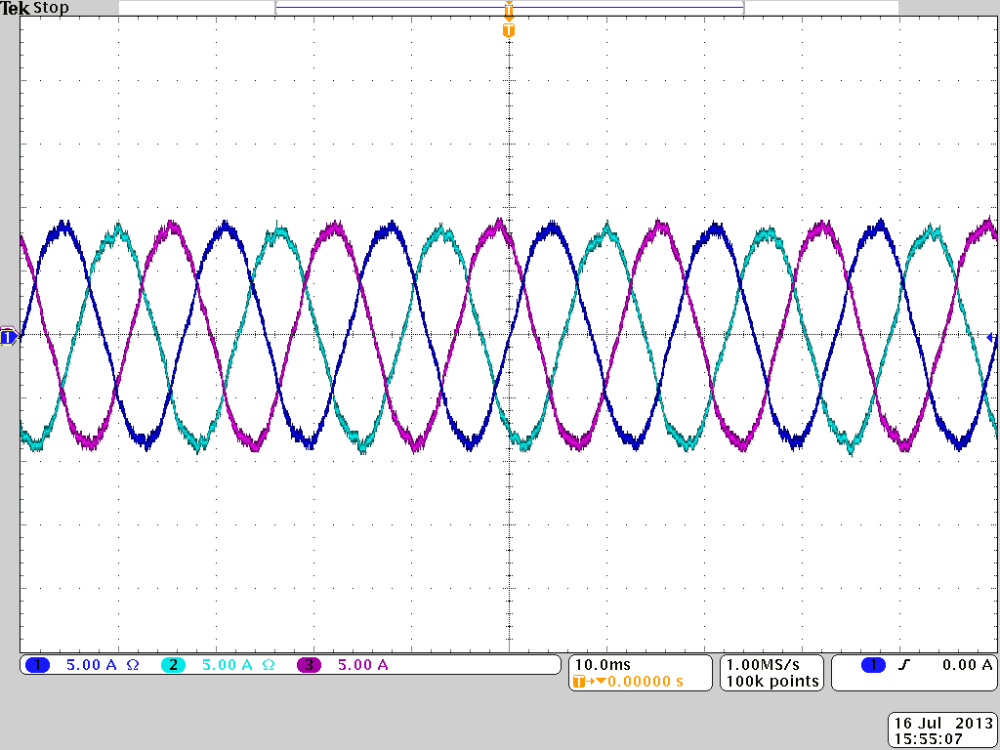 Tek Stop
T
T
1
1 5.00 A Ω 2 5.00 A Ω 3 5.00 A
10.0ms
T→▼0.00000 s
1.00MS/s
100k points
1 ʃ 0.00 A
16 Jul 2013
15:55:07